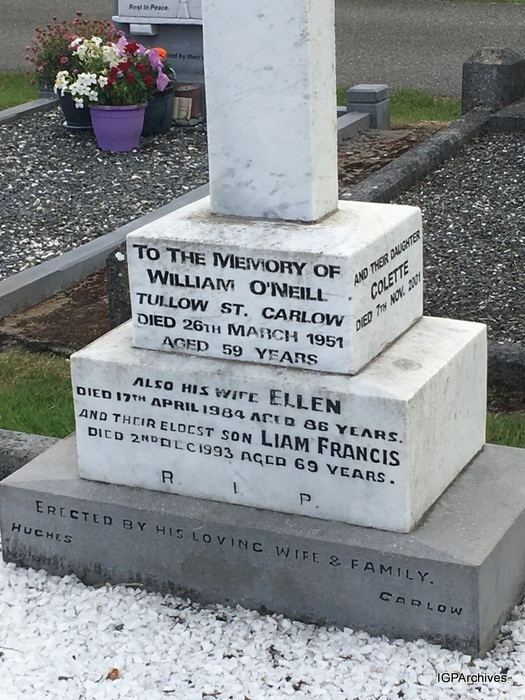 Rest In Peace.
TO THE MEMORY OF
WILLIAM O'NEILL
TULLOW ST. CARLOW
DIED 26TH MARCH 1951
AGED 59 YEARS
AND THEIR DAUGHTER
COLETTE
DIED 7TH NOV. 2001
ALSO HIS WIFE ELLEN
DIED 17TH APRIL 1984 AGED 86 YEARS.
AND THEIR ELDEST SON LIAM FRANCIS
DIED 2ND DEC 1993 AGED 69 YEARS.
R. I. P.
ERECTED BY HIS LOVING WIFE & FAMILY.
HUGHES
CARLOW
IGPArchives